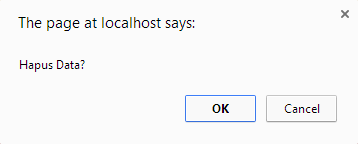 The page at localhost says:
Hapus Data?
OK Cancel